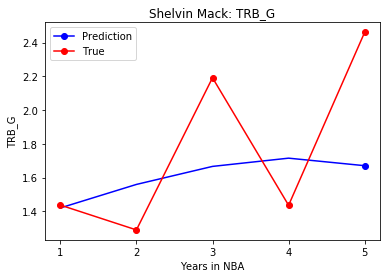 Shelvin Mack: TRB_G
Prediction
True
TRB_G
2.4
2.2
2.0
1.8
1.6
1.4
1
2
3
4
5
Years in NBA